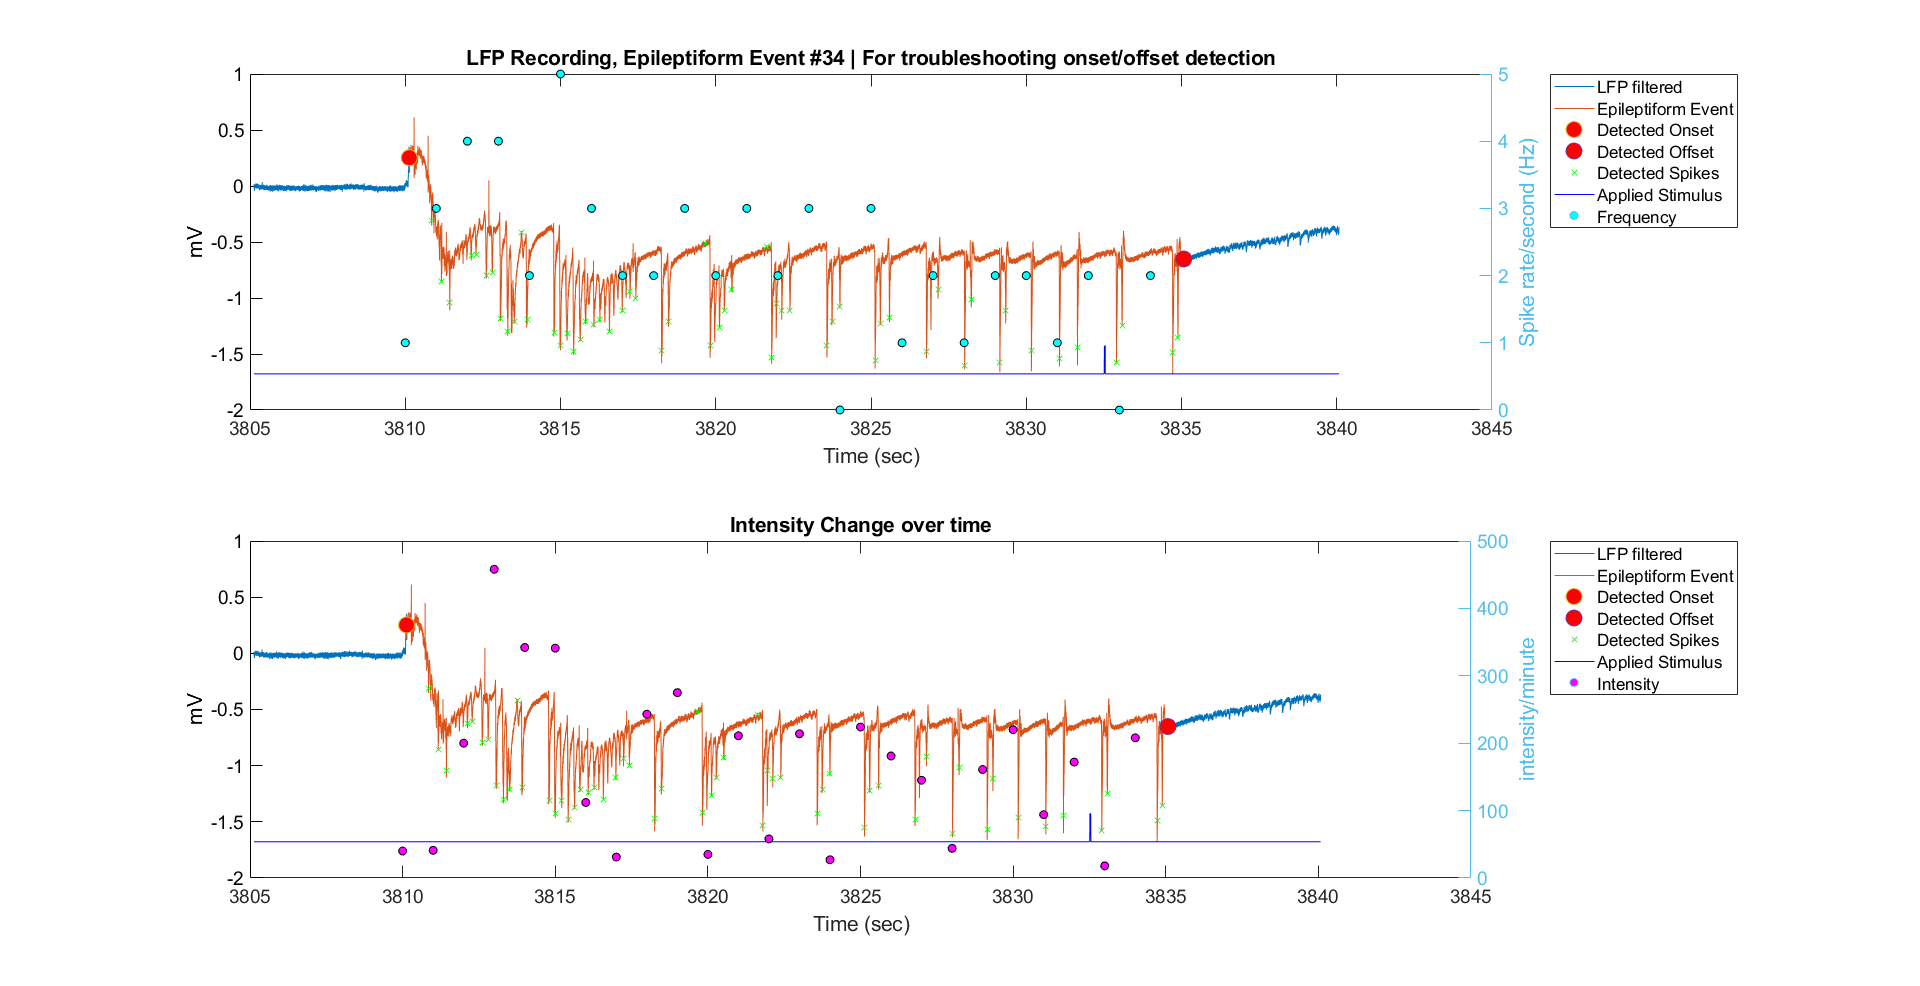 LFP Recording, Epileptiform Event #34 | For troubleshooting onset/offset detection
1
0.5
0
-0.5
-1
-1.5
-2
mV
3805
3810
3815
3820
3825
3830
3835
3840
3845
Time (sec)
5
4
3
2
1
0
Spike rate/second (Hz)
LFP filtered
Epileptiform Event
Detected Onset
Detected Offset
Detected Spikes
Applied Stimulus
Frequency
Intensity Change over time
1
0.5
0
-0.5
-1
-1.5
-2
mV
3805
3810
3815
3820
3825
3830
3835
3840
3845
Time (sec)
500
400
300
200
100
0
intensity/minute
LFP filtered
Epileptiform Event
Detected Onset
Detected Offset
Detected Spikes
Applied Stimulus
Intensity